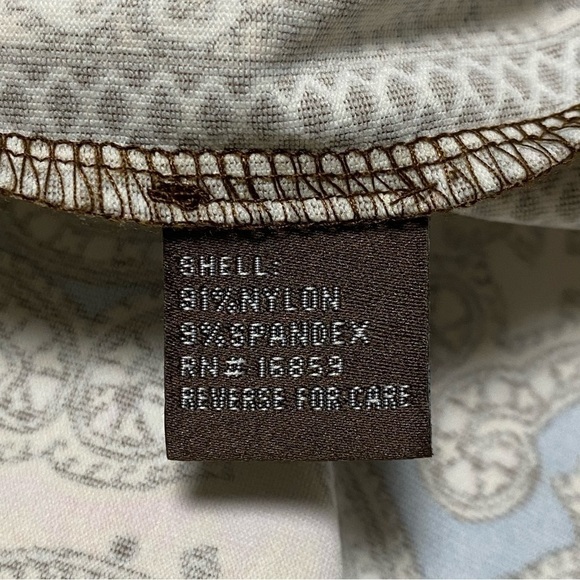 SHELL:
91%NYLON
9%SPANDEX
RN# 16859
REVERSE FOR CARE